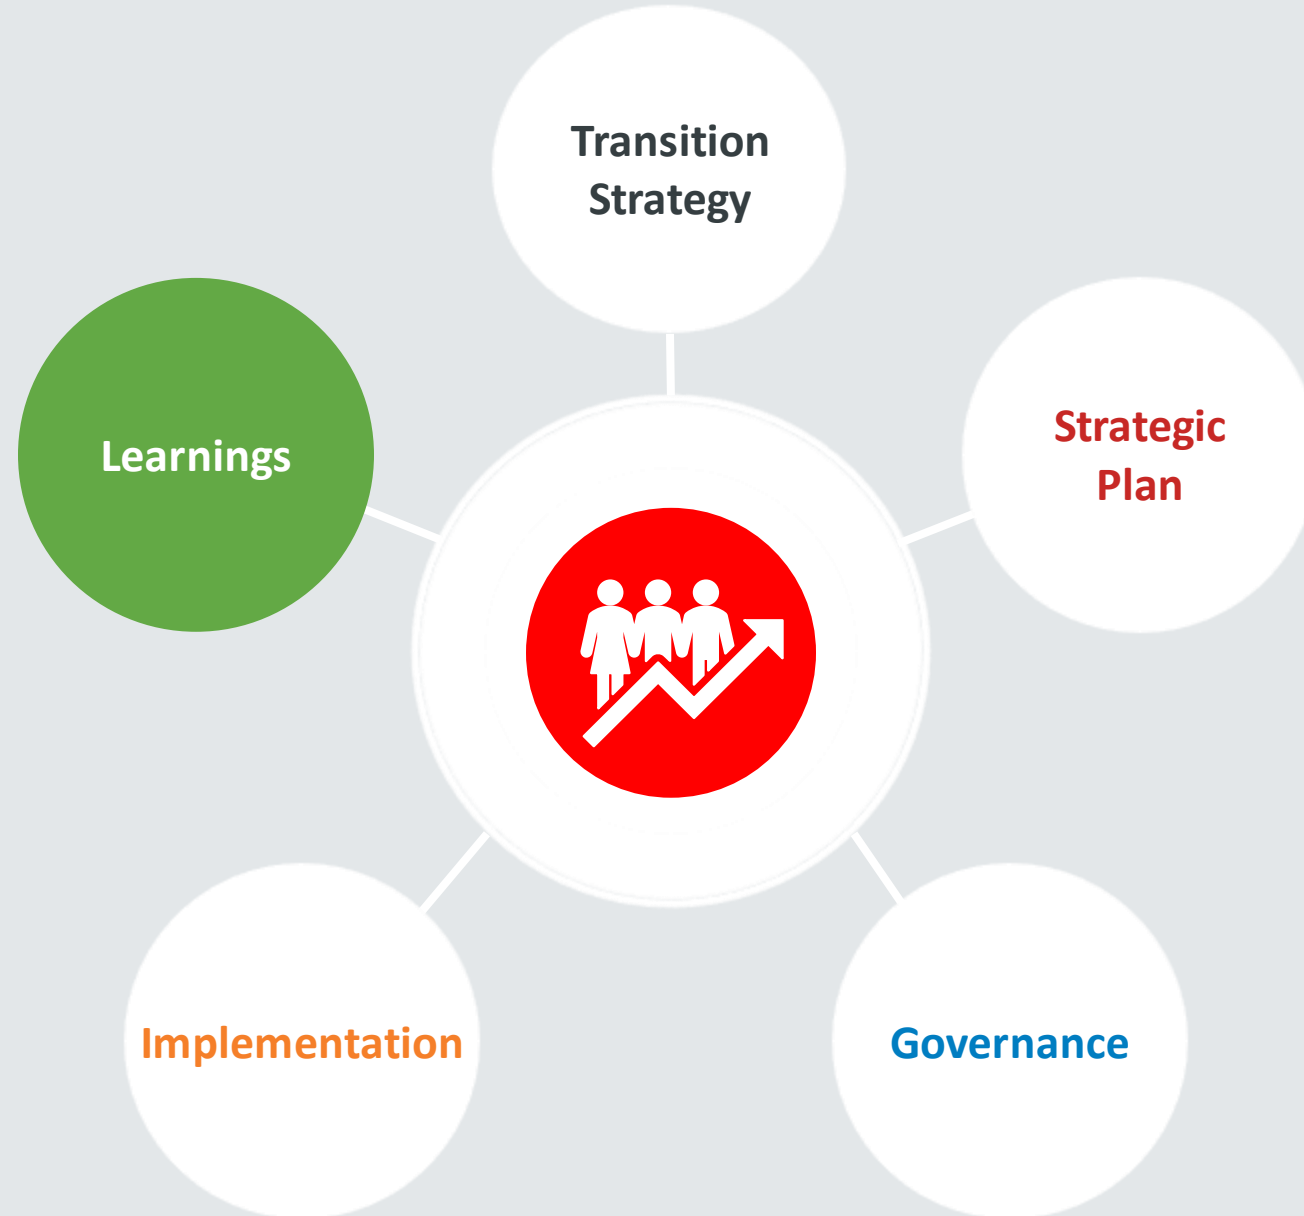 Transition
Strategy
Strategic
Plan
Learnings
Implementation
Governance